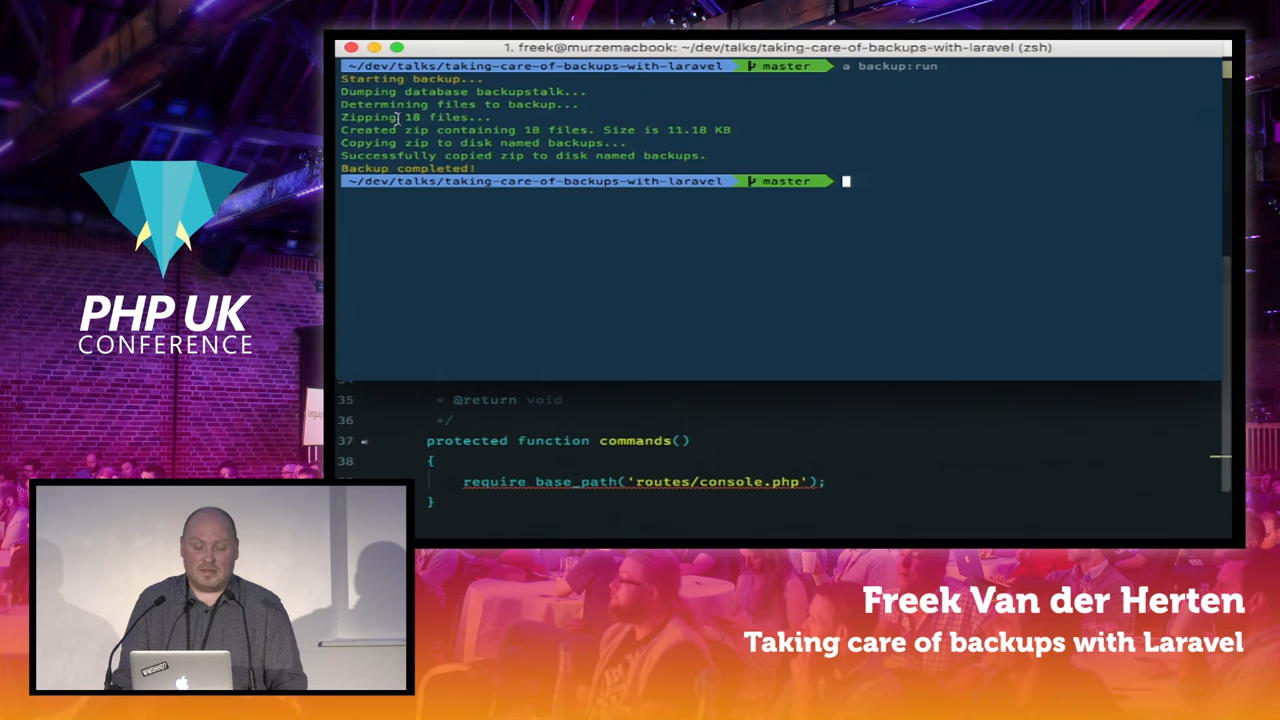 1. freek@murzemacbook: ~/dev/talks/taking-care-of-backups-with-laravel (zsh)
~/dev/talks/taking-care-of-backups-with-laravel master a backup:run
Starting backup...
Dumping database backupstalk...
Determining files to backup...
Zipping 18 files...
Created zip containing 18 files. Size is 11.18 KB
Copying zip to disk named backups...
Successfully copied zip to disk named backups.
Backup completed!
~/dev/talks/taking-care-of-backups-with-laravel master
35 * @return void
36 */
37 protected function commands()
38 {
require base_path('routes/console.php');
}
PHP UK
CONFERENCE
Freek Van der Herten
Taking care of backups with Laravel